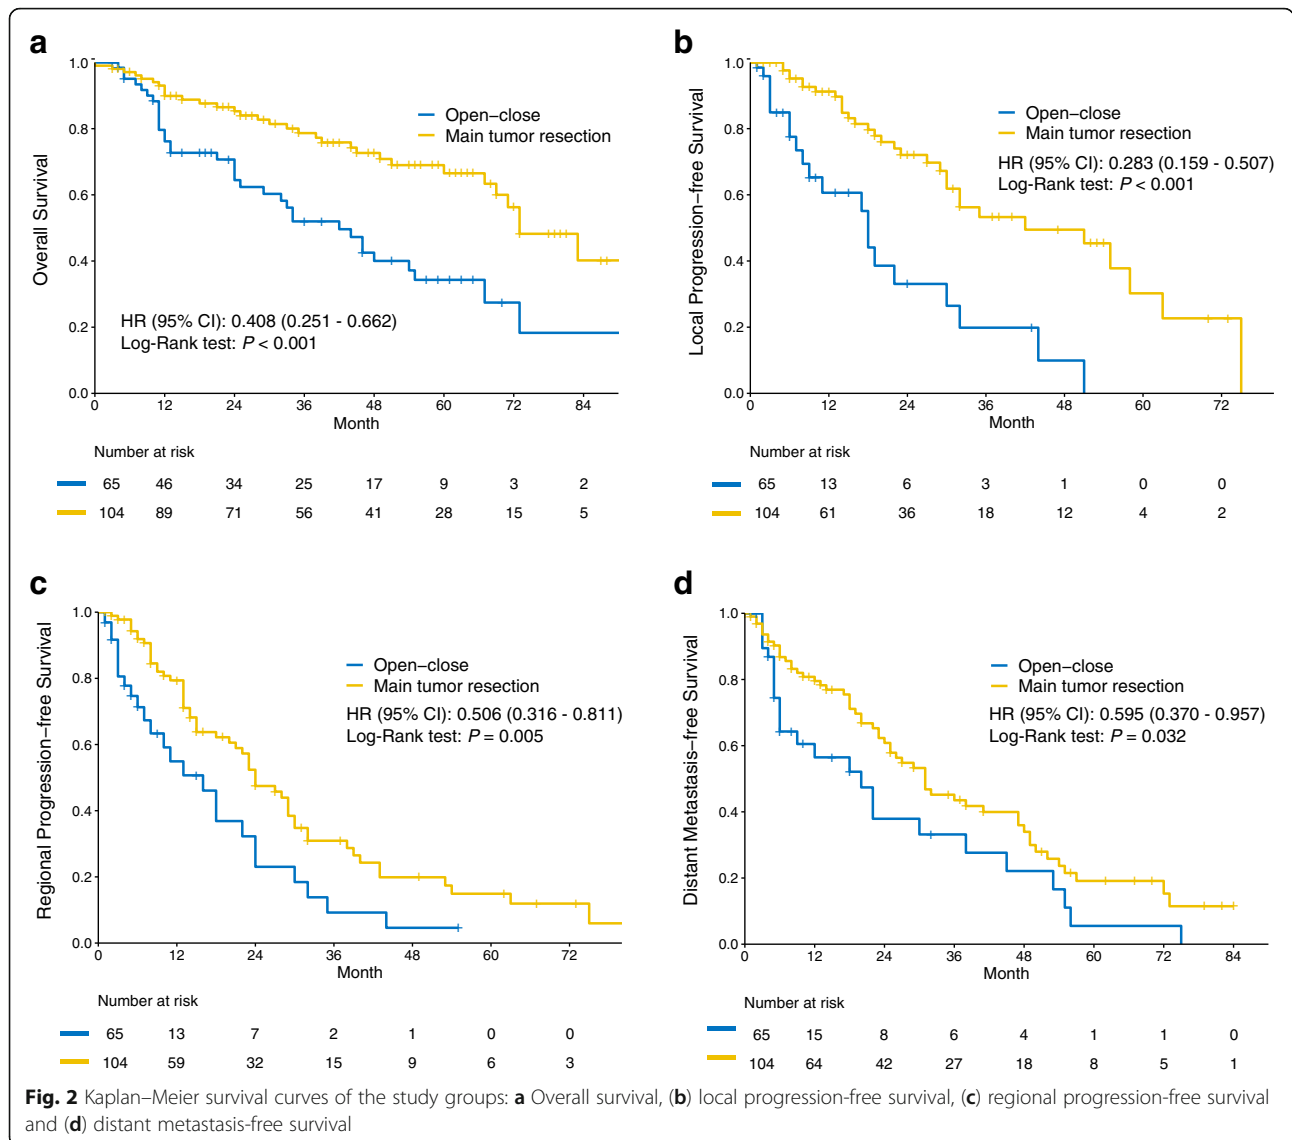 a
1.0
0.8
0.6
0.4
0.2
0.0
Overall Survival
Open–close
Main tumor resection
HR (95% CI): 0.408 (0.251 - 0.662)
Log-Rank test: P < 0.001
0 12 24 36 48 60 72 84
Month
Number at risk
65 46 34 25 17 9 3 2
104 89 71 56 41 28 15 5
b
1.0
0.8
0.6
0.4
0.2
0.0
Local Progression–free Survival
Open–close
Main tumor resection
HR (95% CI): 0.283 (0.159 - 0.507)
Log-Rank test: P < 0.001
0 12 24 36 48 60 72
Month
Number at risk
65 13 6 3 1 0 0
104 61 36 18 12 4 2
c
1.0
0.8
0.6
0.4
0.2
0.0
Regional Progression–free Survival
Open–close
Main tumor resection
HR (95% CI): 0.506 (0.316 - 0.811)
Log-Rank test: P = 0.005
0 12 24 36 48 60 72
Month
Number at risk
65 13 7 2 1 0 0
104 59 32 15 9 6 3
d
1.0
0.8
0.6
0.4
0.2
0.0
Distant Metastasis–free Survival
Open–close
Main tumor resection
HR (95% CI): 0.595 (0.370 - 0.957)
Log-Rank test: P = 0.032
0 12 24 36 48 60 72 84
Month
Number at risk
65 15 8 6 4 1 1 0
104 64 42 27 18 8 5 1
Fig. 2 Kaplan–Meier survival curves of the study groups: a Overall survival, (b) local progression-free survival, (c) regional progression-free survival
and (d) distant metastasis-free survival